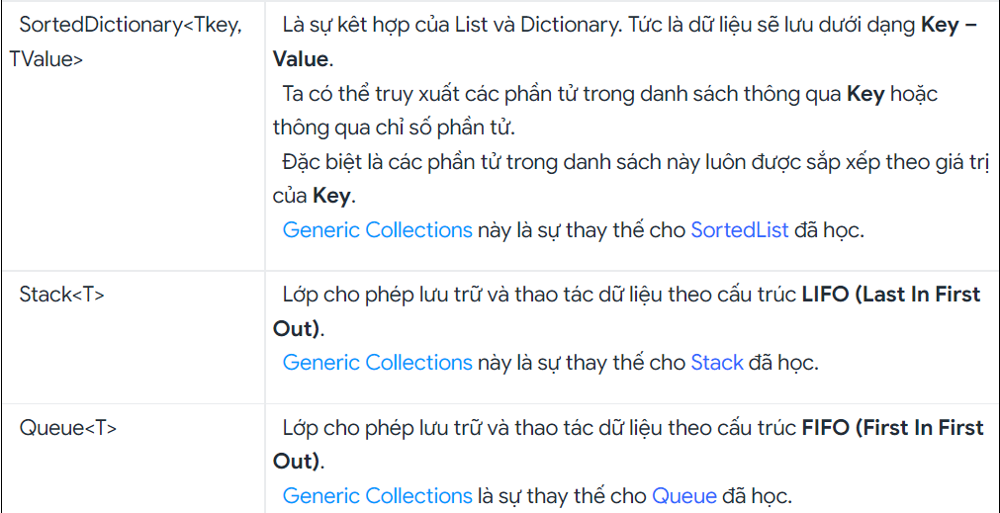 SortedDictionary<Tkey,
TValue>
Là sự kêt hợp của List và Dictionary. Tức là dữ liệu sẽ lưu dưới dạng Key –
Value.
Ta có thể truy xuất các phần tử trong danh sách thông qua Key hoặc
thông qua chỉ số phần tử.
Đặc biệt là các phần tử trong danh sách này luôn được sắp xếp theo giá trị
của Key.
Generic Collections này là sự thay thế cho SortedList đã học.
Stack<T>
Lớp cho phép lưu trữ và thao tác dữ liệu theo cấu trúc LIFO (Last In First
Out).
Generic Collections này là sự thay thế cho Stack đã học.
Queue<T>
Lớp cho phép lưu trữ và thao tác dữ liệu theo cấu trúc FIFO (First In First
Out).
Generic Collections là sự thay thế cho Queue đã học.